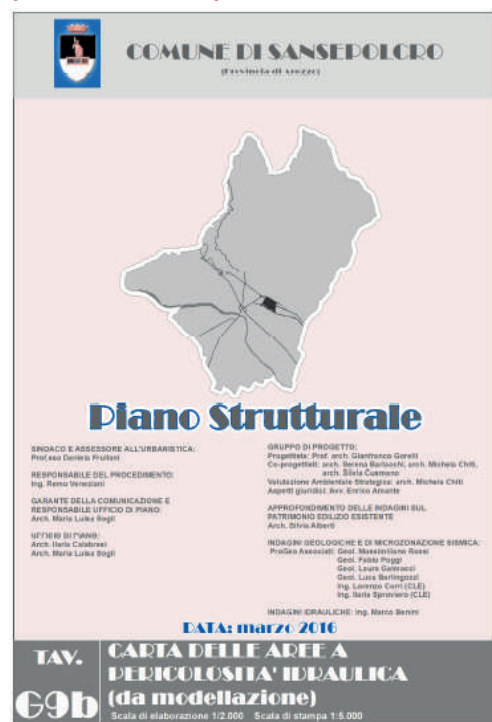 COMUNE DI SANSEPOLCRO
(Provincia di Arezzo)
Piano Strutturale
SINDACO E ASSESSORE ALL'URBANISTICA:
Prof.ssa Daniela Frullani
RESPONSABILE DEL PROCEDIMENTO:
Ing. Remo Veneziani
GARANTE DELLA COMUNICAZIONE E
RESPONSABILE UFFICIO DI PIANO:
Arch. Maria Luisa Sogli
UFFICIO DI PIANO:
Arch. Ilaria Calabresi
Arch. Maria Luisa Sogli
GRUPPO DI PROGETTO:
Progettista: Prof. arch. Gianfranco Gorelli
Co-progettisti: arch. Serena Barlacchi, arch. Michela Chiti,
arch. Silvia Cusmano
Valutazione Ambientale Strategica: arch. Michela Chiti
Aspetti giuridici: Avv. Enrico Amante
APPROFONDIMENTO DELLE INDAGINI SUL
PATRIMONIO EDILIZIO ESISTENTE
Arch. Silvia Alberti
INDAGINI GEOLOGICHE E DI MICROZONAZIONE SISMICA:
ProGeo Associati: Geol. Massimiliano Rossi
Geol. Fabio Poggi
Geol. Laura Galmacci
Geol. Luca Berlingozzi
Ing. Lorenzo Corri (CLE)
Ing. Ilaria Sproviero (CLE)
INDAGINI IDRAULICHE: Ing. Marco Benini
DATA: marzo 2016
TAV.
G9b
CARTA DELLE AREE A
PERICOLOSITA' IDRAULICA
(da modellazione)
Scala di elaborazione 1/2.000 Scala di stampa 1:5.000